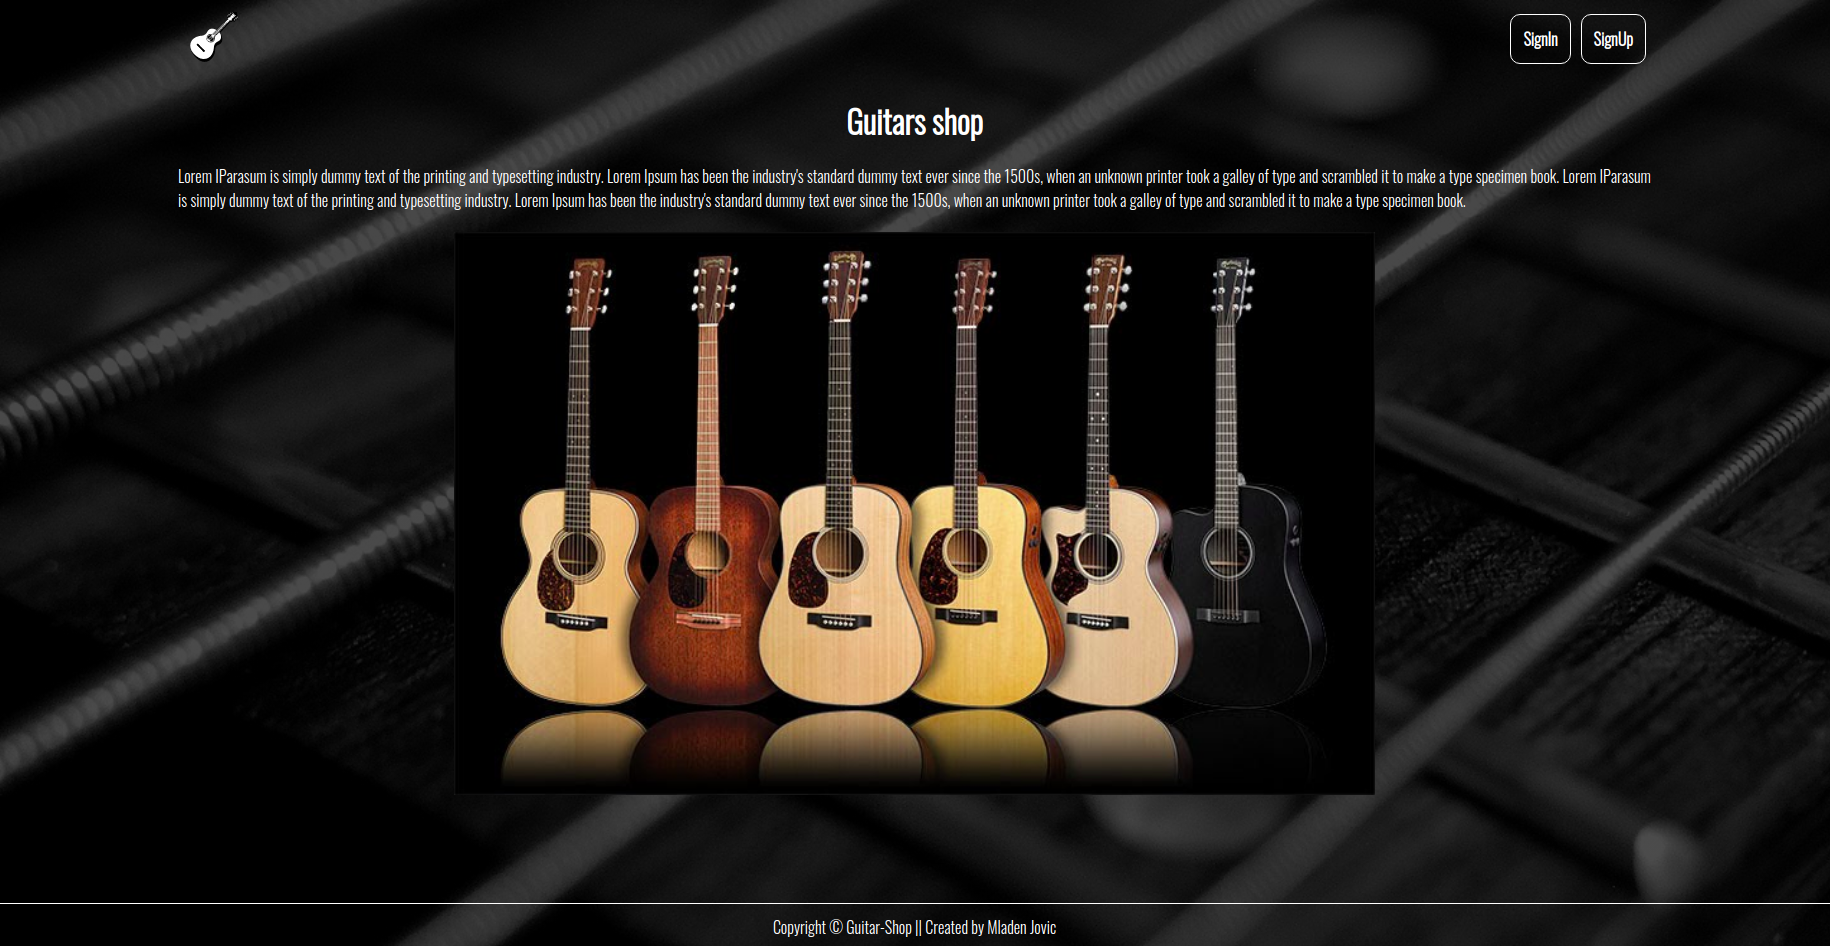 SignIn SignUp
Guitars shop
Lorem IParasum is simply dummy text of the printing and typesetting industry. Lorem Ipsum has been the industry's standard dummy text ever since the 1500s, when an unknown printer took a galley of type and scrambled it to make a type specimen book. Lorem IParasum
is simply dummy text of the printing and typesetting industry. Lorem Ipsum has been the industry's standard dummy text ever since the 1500s, when an unknown printer took a galley of type and scrambled it to make a type specimen book.
Copyright © Guitar-Shop || Created by Mladen Jovic